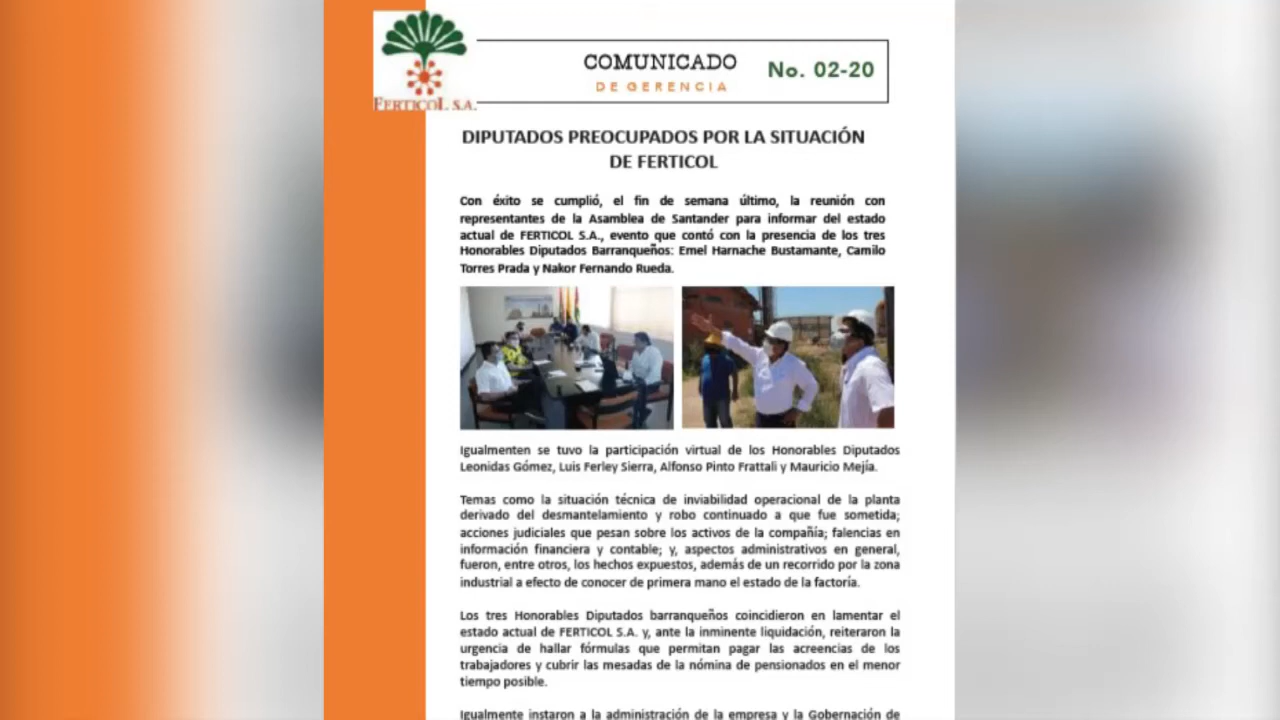 FERTICOL S.A.
COMUNICADO
DE GERENCIA
No. 02-20
DIPUTADOS PREOCUPADOS POR LA SITUACIÓN
DE FERTICOL
Con éxito se cumplió, el fin de semana último, la reunión con
representantes de la Asamblea de Santander para informar del estado
actual de FERTICOL S.A., evento que contó con la presencia de los tres
Honorables Diputados Barranqueños: Emel Harnache Bustamante, Camilo
Torres Prada y Nakor Fernando Rueda.
Igualmenten se tuvo la participación virtual de los Honorables Diputados
Leonidas Gómez, Luis Ferley Sierra, Alfonso Pinto Frattali y Mauricio Mejía.
Temas como la situación técnica de inviabilidad operacional de la planta
derivado del desmantelamiento y robo continuado a que fue sometida;
acciones judiciales que pesan sobre los activos de la compañía; falencias en
información financiera y contable; y, aspectos administrativos en general,
fueron, entre otros, los hechos expuestos, además de un recorrido por la zona
industrial a efecto de conocer de primera mano el estado de la factoría.
Los tres Honorables Diputados barranqueños coincidieron en lamentar el
estado actual de FERTICOL S.A. y, ante la inminente liquidación, reiteraron la
urgencia de hallar fórmulas que permitan pagar las acreencias de los
trabajadores y cubrir las mesadas de la nómina de pensionados en el menor
tiempo posible.
Igualmente instaron a la administración de la empresa y la Gobernación de